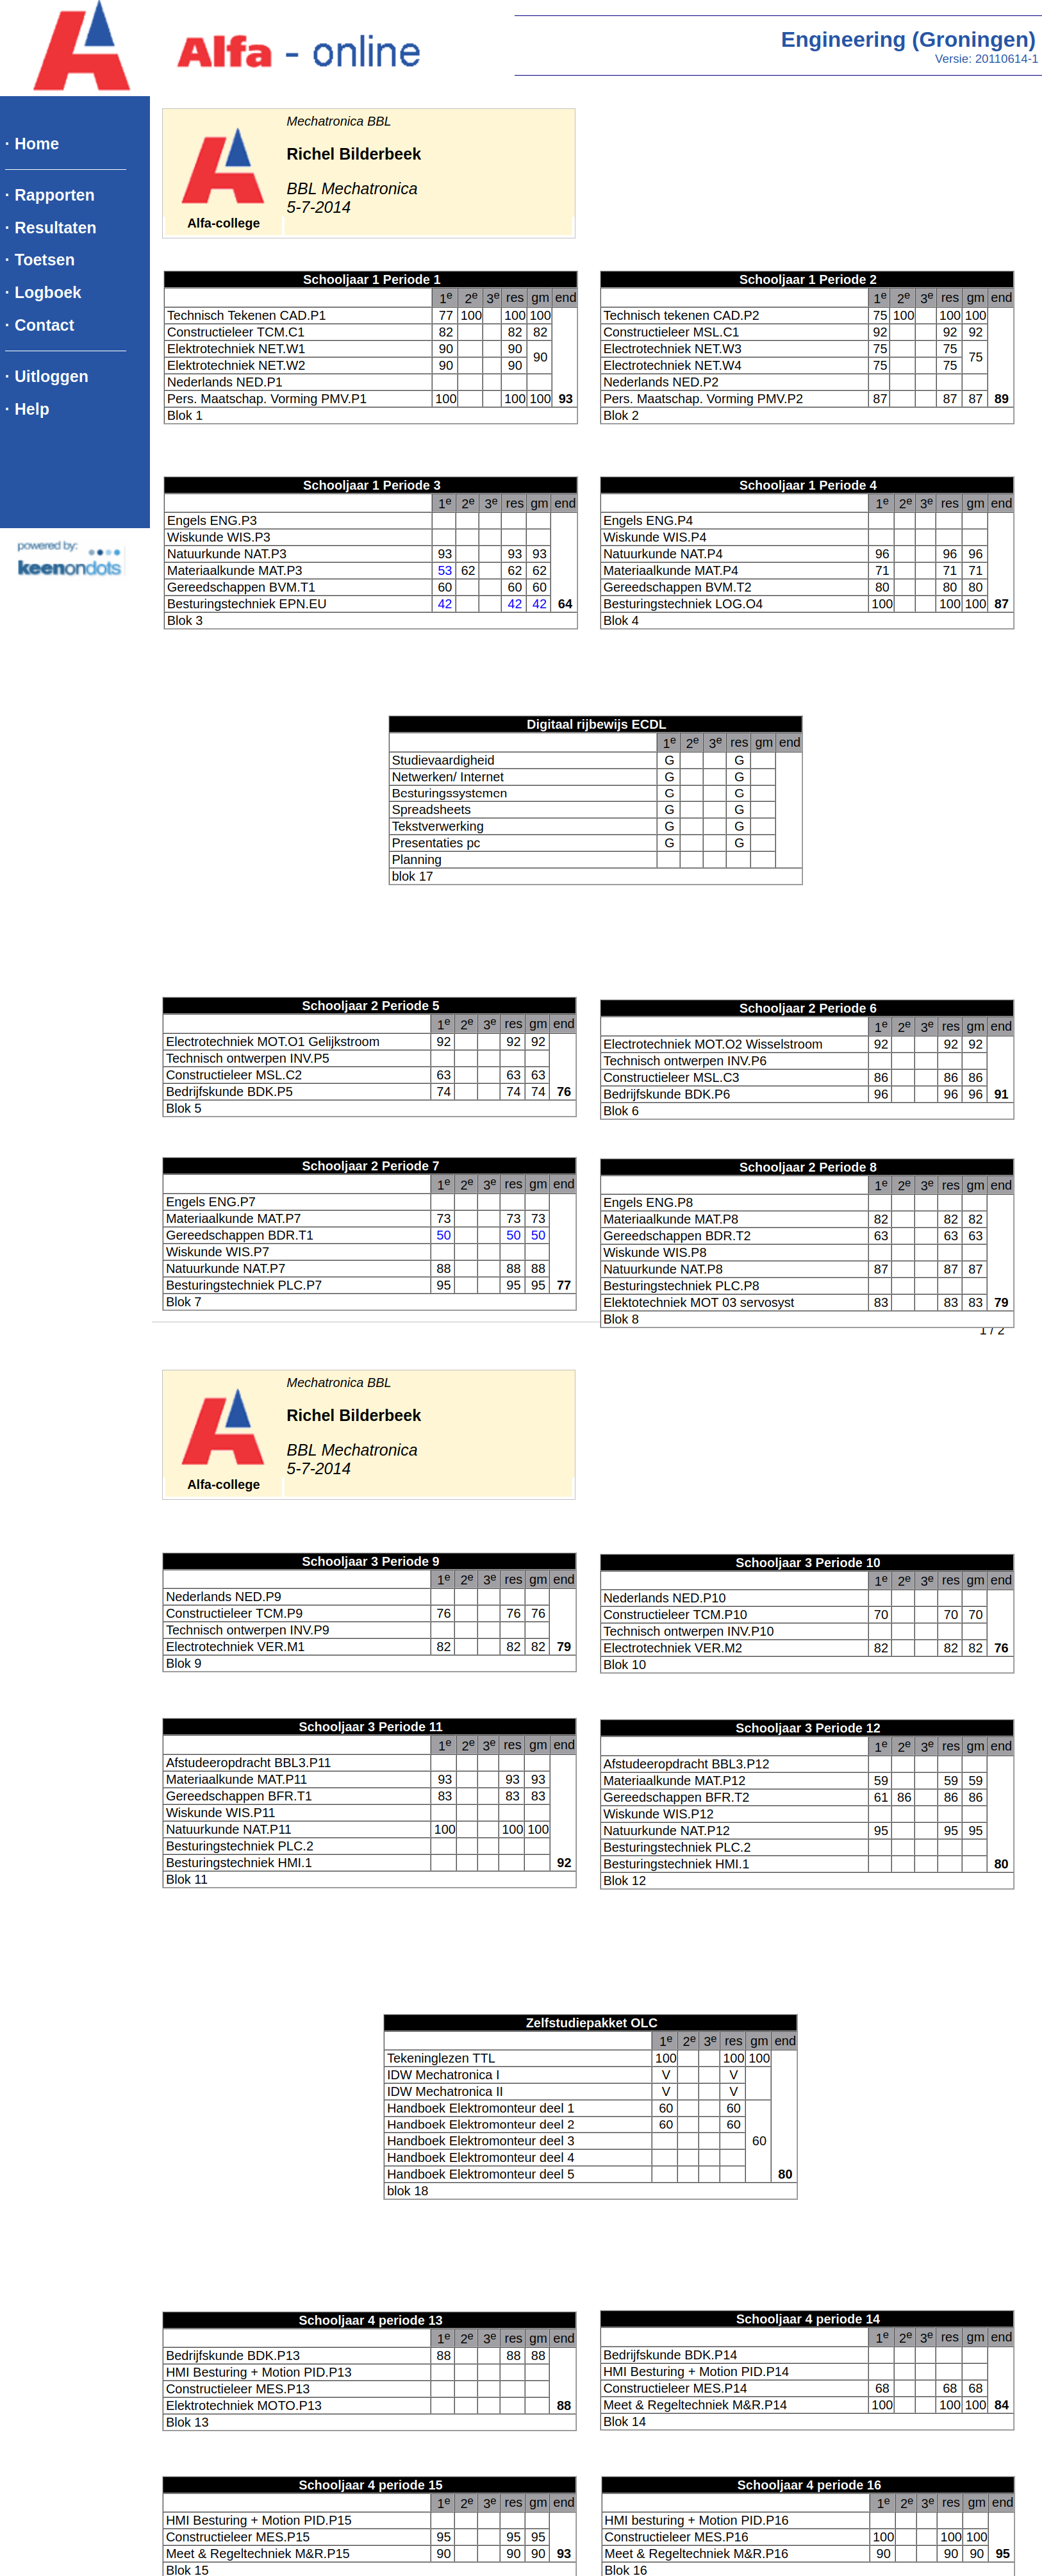 Alfa - online
Engineering (Groningen)
Versie: 20110614-1
· Home
· Rapporten
· Resultaten
· Toetsen
· Logboek
· Contact
· Uitloggen
· Help
powered by:
keenondots
Mechatronica BBL
Richel Bilderbeek
BBL Mechatronica
5-7-2014
Alfa-college
Schooljaar 1 Periode 1
1e 2e 3e res gm end
Technisch Tekenen CAD.P1 77 100 100 100
Constructieleer TCM.C1 82 82 82
Elektrotechniek NET.W1 90 90
90
Elektrotechniek NET.W2 90 90
Nederlands NED.P1
Pers. Maatschap. Vorming PMV.P1 100 100 100 93
Blok 1
Schooljaar 1 Periode 2
1e 2e 3e res gm end
Technisch tekenen CAD.P2 75 100 100 100
Constructieleer MSL.C1 92 92 92
Electrotechniek NET.W3 75 75
75
Electrotechniek NET.W4 75 75
Nederlands NED.P2
Pers. Maatschap. Vorming PMV.P2 87 87 87 89
Blok 2
Schooljaar 1 Periode 3
1e 2e 3e res gm end
Engels ENG.P3
Wiskunde WIS.P3
Natuurkunde NAT.P3 93 93 93
Materiaalkunde MAT.P3 53 62 62 62
Gereedschappen BVM.T1 60 60 60
Besturingstechniek EPN.EU 42 42 42 64
Blok 3
Schooljaar 1 Periode 4
1e 2e 3e res gm end
Engels ENG.P4
Wiskunde WIS.P4
Natuurkunde NAT.P4 96 96 96
Materiaalkunde MAT.P4 71 71 71
Gereedschappen BVM.T2 80 80 80
Besturingstechniek LOG.O4 100 100 100 87
Blok 4
Digitaal rijbewijs ECDL
1e 2e 3e res gm end
Studievaardigheid G G
Netwerken/ Internet G G
Besturingssystemen G G
Spreadsheets G G
Tekstverwerking G G
Presentaties pc G G
Planning
blok 17
Schooljaar 2 Periode 5
1e 2e 3e res gm end
Electrotechniek MOT.O1 Gelijkstroom 92 92 92
Technisch ontwerpen INV.P5
Constructieleer MSL.C2 63 63 63
Bedrijfskunde BDK.P5 74 74 74 76
Blok 5
Schooljaar 2 Periode 6
1e 2e 3e res gm end
Electrotechniek MOT.O2 Wisselstroom 92 92 92
Technisch ontwerpen INV.P6
Constructieleer MSL.C3 86 86 86
Bedrijfskunde BDK.P6 96 96 96 91
Blok 6
Schooljaar 2 Periode 7
1e 2e 3e res gm end
Engels ENG.P7
Materiaalkunde MAT.P7 73 73 73
Gereedschappen BDR.T1 50 50 50
Wiskunde WIS.P7
Natuurkunde NAT.P7 88 88 88
Besturingstechniek PLC.P7 95 95 95 77
Blok 7
Schooljaar 2 Periode 8
1e 2e 3e res gm end
Engels ENG.P8
Materiaalkunde MAT.P8 82 82 82
Gereedschappen BDR.T2 63 63 63
Wiskunde WIS.P8
Natuurkunde NAT.P8 87 87 87
Besturingstechniek PLC.P8
Elektotechniek MOT 03 servosyst 83 83 83 79
Blok 8
1 / 2
Mechatronica BBL
Richel Bilderbeek
BBL Mechatronica
5-7-2014
Alfa-college
Schooljaar 3 Periode 9
1e 2e 3e res gm end
Nederlands NED.P9
Constructieleer TCM.P9 76 76 76
Technisch ontwerpen INV.P9
Electrotechniek VER.M1 82 82 82 79
Blok 9
Schooljaar 3 Periode 10
1e 2e 3e res gm end
Nederlands NED.P10
Constructieleer TCM.P10 70 70 70
Technisch ontwerpen INV.P10
Electrotechniek VER.M2 82 82 82 76
Blok 10
Schooljaar 3 Periode 11
1e 2e 3e res gm end
Afstudeeropdracht BBL3.P11
Materiaalkunde MAT.P11 93 93 93
Gereedschappen BFR.T1 83 83 83
Wiskunde WIS.P11
Natuurkunde NAT.P11 100 100 100
Besturingstechniek PLC.2
Besturingstechniek HMI.1 92
Blok 11
Schooljaar 3 Periode 12
1e 2e 3e res gm end
Afstudeeropdracht BBL3.P12
Materiaalkunde MAT.P12 59 59 59
Gereedschappen BFR.T2 61 86 86 86
Wiskunde WIS.P12
Natuurkunde NAT.P12 95 95 95
Besturingstechniek PLC.2
Besturingstechniek HMI.1 80
Blok 12
Zelfstudiepakket OLC
1e 2e 3e res gm end
Tekeninglezen TTL 100 100 100
IDW Mechatronica I V V
IDW Mechatronica II V V
Handboek Elektromonteur deel 1 60 60
Handboek Elektromonteur deel 2 60 60
Handboek Elektromonteur deel 3 60
Handboek Elektromonteur deel 4
Handboek Elektromonteur deel 5 80
blok 18
Schooljaar 4 periode 13
1e 2e 3e res gm end
Bedrijfskunde BDK.P13 88 88 88
HMI Besturing + Motion PID.P13
Constructieleer MES.P13
Elektrotechniek MOTO.P13 88
Blok 13
Schooljaar 4 periode 14
1e 2e 3e res gm end
Bedrijfskunde BDK.P14
HMI Besturing + Motion PID.P14
Constructieleer MES.P14 68 68 68
Meet & Regeltechniek M&R.P14 100 100 100 84
Blok 14
Schooljaar 4 periode 15
1e 2e 3e res gm end
HMI Besturing + Motion PID.P15
Constructieleer MES.P15 95 95 95
Meet & Regeltechniek M&R.P15 90 90 90 93
Blok 15
Schooljaar 4 periode 16
1e 2e 3e res gm end
HMI besturing + Motion PID.P16
Constructieleer MES.P16 100 100 100
Meet & Regeltechniek M&R.P16 90 90 90 95
Blok 16